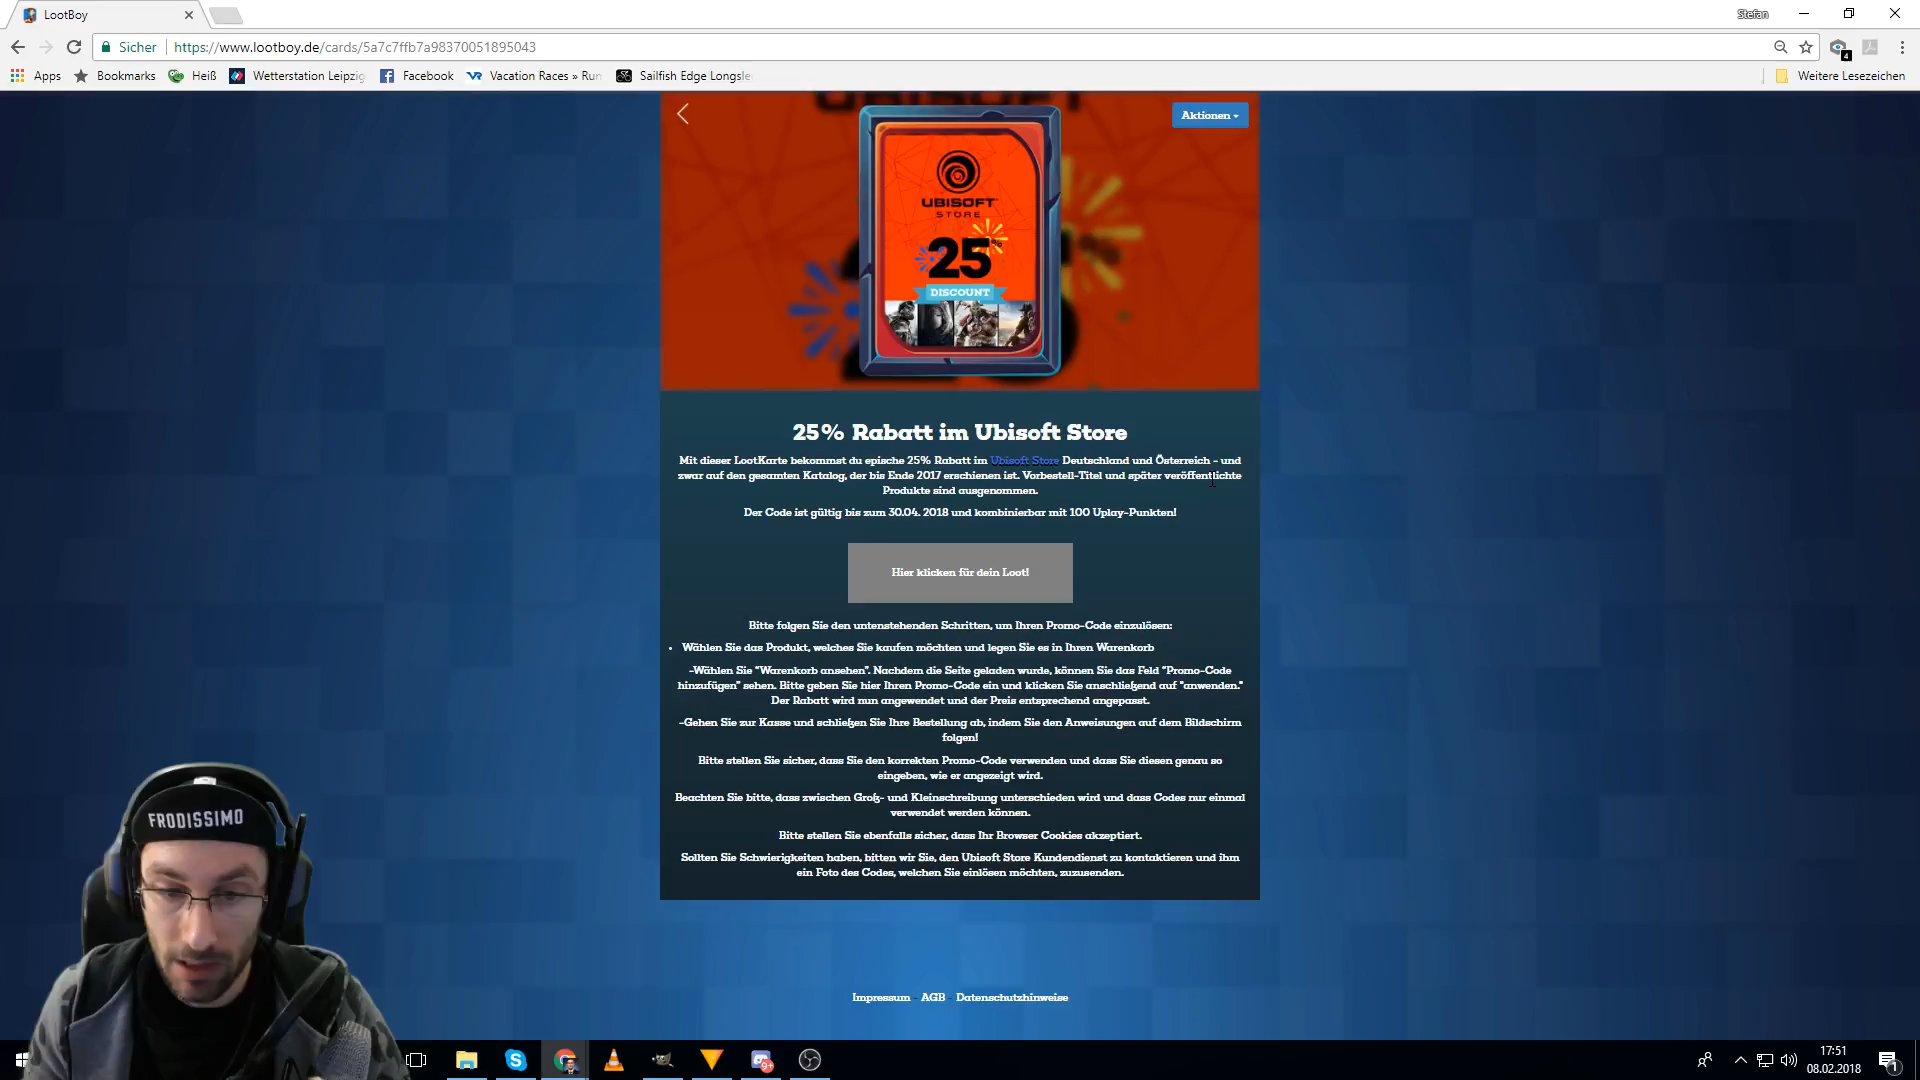 LootBoy
Stefan
Sicher
https://www.lootboy.de/cards/5a7c7ffb7a98370051895043
4
Apps
Bookmarks
Heiß
Wetterstation Leipzig
Facebook
Vacation Races » Run
Sailfish Edge Longsle
Weitere Lesezeichen
Aktionen
UBISOFT
STORE
25%
DISCOUNT
25% Rabatt im Ubisoft Store
Mit dieser LootKarte bekommst du epische 25% Rabatt im Ubisoft Store Deutschland und Österreich - und
zwar auf den gesamten Katalog, der bis Ende 2017 erschienen ist. Vorbestell-Titel und später veröffentlichte
Produkte sind ausgenommen.
Der Code ist gültig bis zum 30.04. 2018 und kombinierbar mit 100 Uplay-Punkten!
Hier klicken für dein Loot!
Bitte folgen Sie den untenstehenden Schritten, um Ihren Promo-Code einzulösen:
• Wählen Sie das Produkt, welches Sie kaufen möchten und legen Sie es in Ihren Warenkorb
-Wählen Sie "Warenkorb ansehen". Nachdem die Seite geladen wurde, können Sie das Feld "Promo-Code
hinzufügen" sehen. Bitte geben Sie hier Ihren Promo-Code ein und klicken Sie anschließend auf "anwenden."
Der Rabatt wird nun angewendet und der Preis entsprechend angepasst.
-Gehen Sie zur Kasse und schließen Sie Ihre Bestellung ab, indem Sie den Anweisungen auf dem Bildschirm
folgen!
Bitte stellen Sie sicher, dass Sie den korrekten Promo-Code verwenden und dass Sie diesen genau so
eingeben, wie er angezeigt wird.
Beachten Sie bitte, dass zwischen Groß- und Kleinschreibung unterschieden wird und dass Codes nur einmal
verwendet werden können.
Bitte stellen Sie ebenfalls sicher, dass Ihr Browser Cookies akzeptiert.
Sollten Sie Schwierigkeiten haben, bitten wir Sie, den Ubisoft Store Kundendienst zu kontaktieren und ihm
ein Foto des Codes, welchen Sie einlösen möchten, zuzusenden.
FRODISSIMO
Impressum - AGB - Datenschutzhinweise
9+
17:51
08.02.2018
1